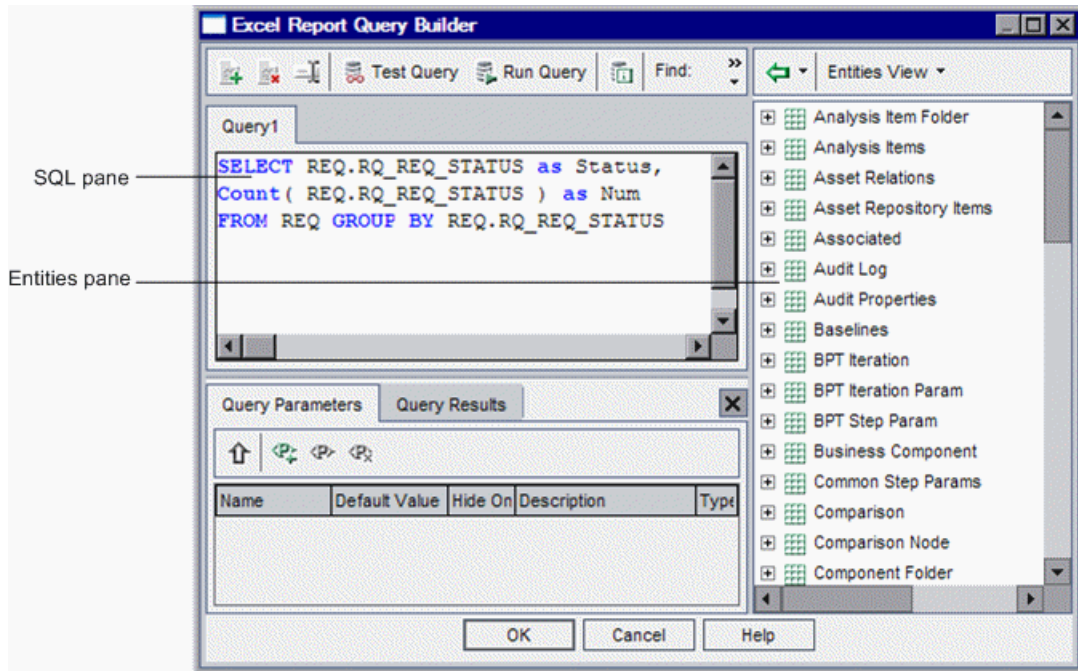 Excel Report Query Builder
Test Query Run Query Find: »
Entities View
Query1
SQL pane
SELECT REQ.RQ_REQ_STATUS as Status,
Count( REQ.RQ_REQ_STATUS ) as Num
FROM REQ GROUP BY REQ.RQ_REQ_STATUS
Entities pane
Analysis Item Folder
Analysis Items
Asset Relations
Asset Repository Items
Associated
Audit Log
Audit Properties
Baselines
BPT Iteration
BPT Iteration Param
BPT Step Param
Business Component
Common Step Params
Comparison
Comparison Node
Component Folder
Query Parameters Query Results
<P> <P> <P>
Name Default Value Hide On Description Type
OK Cancel Help